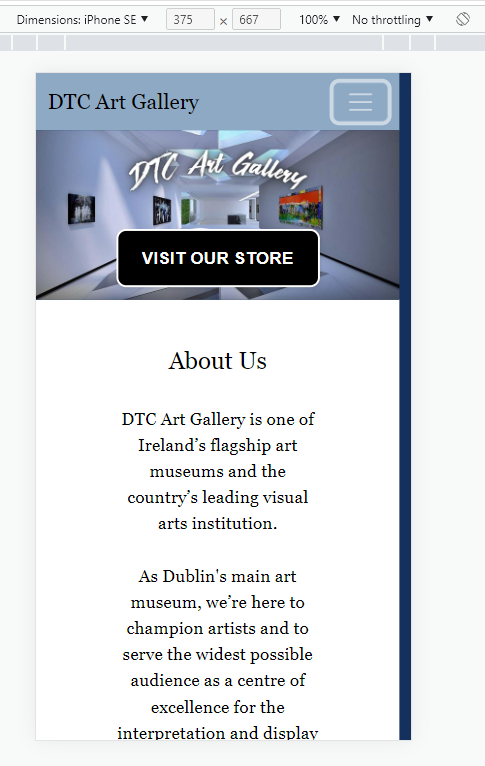 Dimensions: iPhone SE ▼ 375 × 667 100% ▼ No throttling ▼
DTC Art Gallery
DTC Art Gallery
VISIT OUR STORE
About Us
DTC Art Gallery is one of
Ireland’s flagship art
museums and the
country’s leading visual
arts institution.
As Dublin's main art
museum, we’re here to
champion artists and to
serve the widest possible
audience as a centre of
excellence for the
interpretation and display